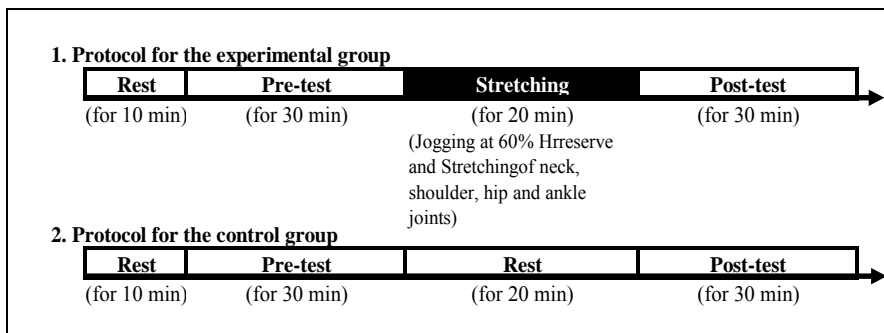 1. Protocol for the experimental group
Rest Pre-test Stretching Post-test
(for 10 min) (for 30 min) (for 20 min) (for 30 min)
(Jogging at 60% Hrreserve
and Stretchingof neck,
shoulder, hip and ankle
joints)
2. Protocol for the control group
Rest Pre-test Rest Post-test
(for 10 min) (for 30 min) (for 20 min) (for 30 min)